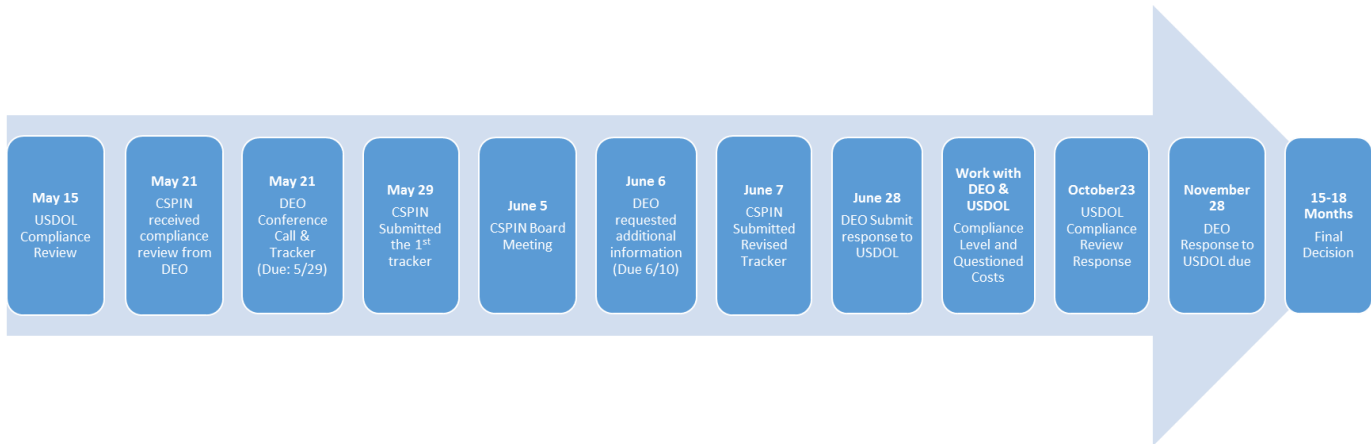 May 15
USDOL
Compliance
Review
May 21
CSPIN
received
compliance
review from
DEO
May 21
DEO
Conference
Call &
Tracker
(Due: 5/29)
May 29
CSPIN
Submitted
the 1st
tracker
June 5
CSPIN Board
Meeting
June 6
DEO
requested
additional
information
(Due 6/10)
June 7
CSPIN
Submitted
Revised
Tracker
June 28
DEO Submit
response to
USDOL
Work with
DEO &
USDOL
Compliance
Level and
Questioned
Costs
October23
USDOL
Compliance
Review
Response
November
28
DEO
Response to
USDOL due
15-18
Months
Final
Decision